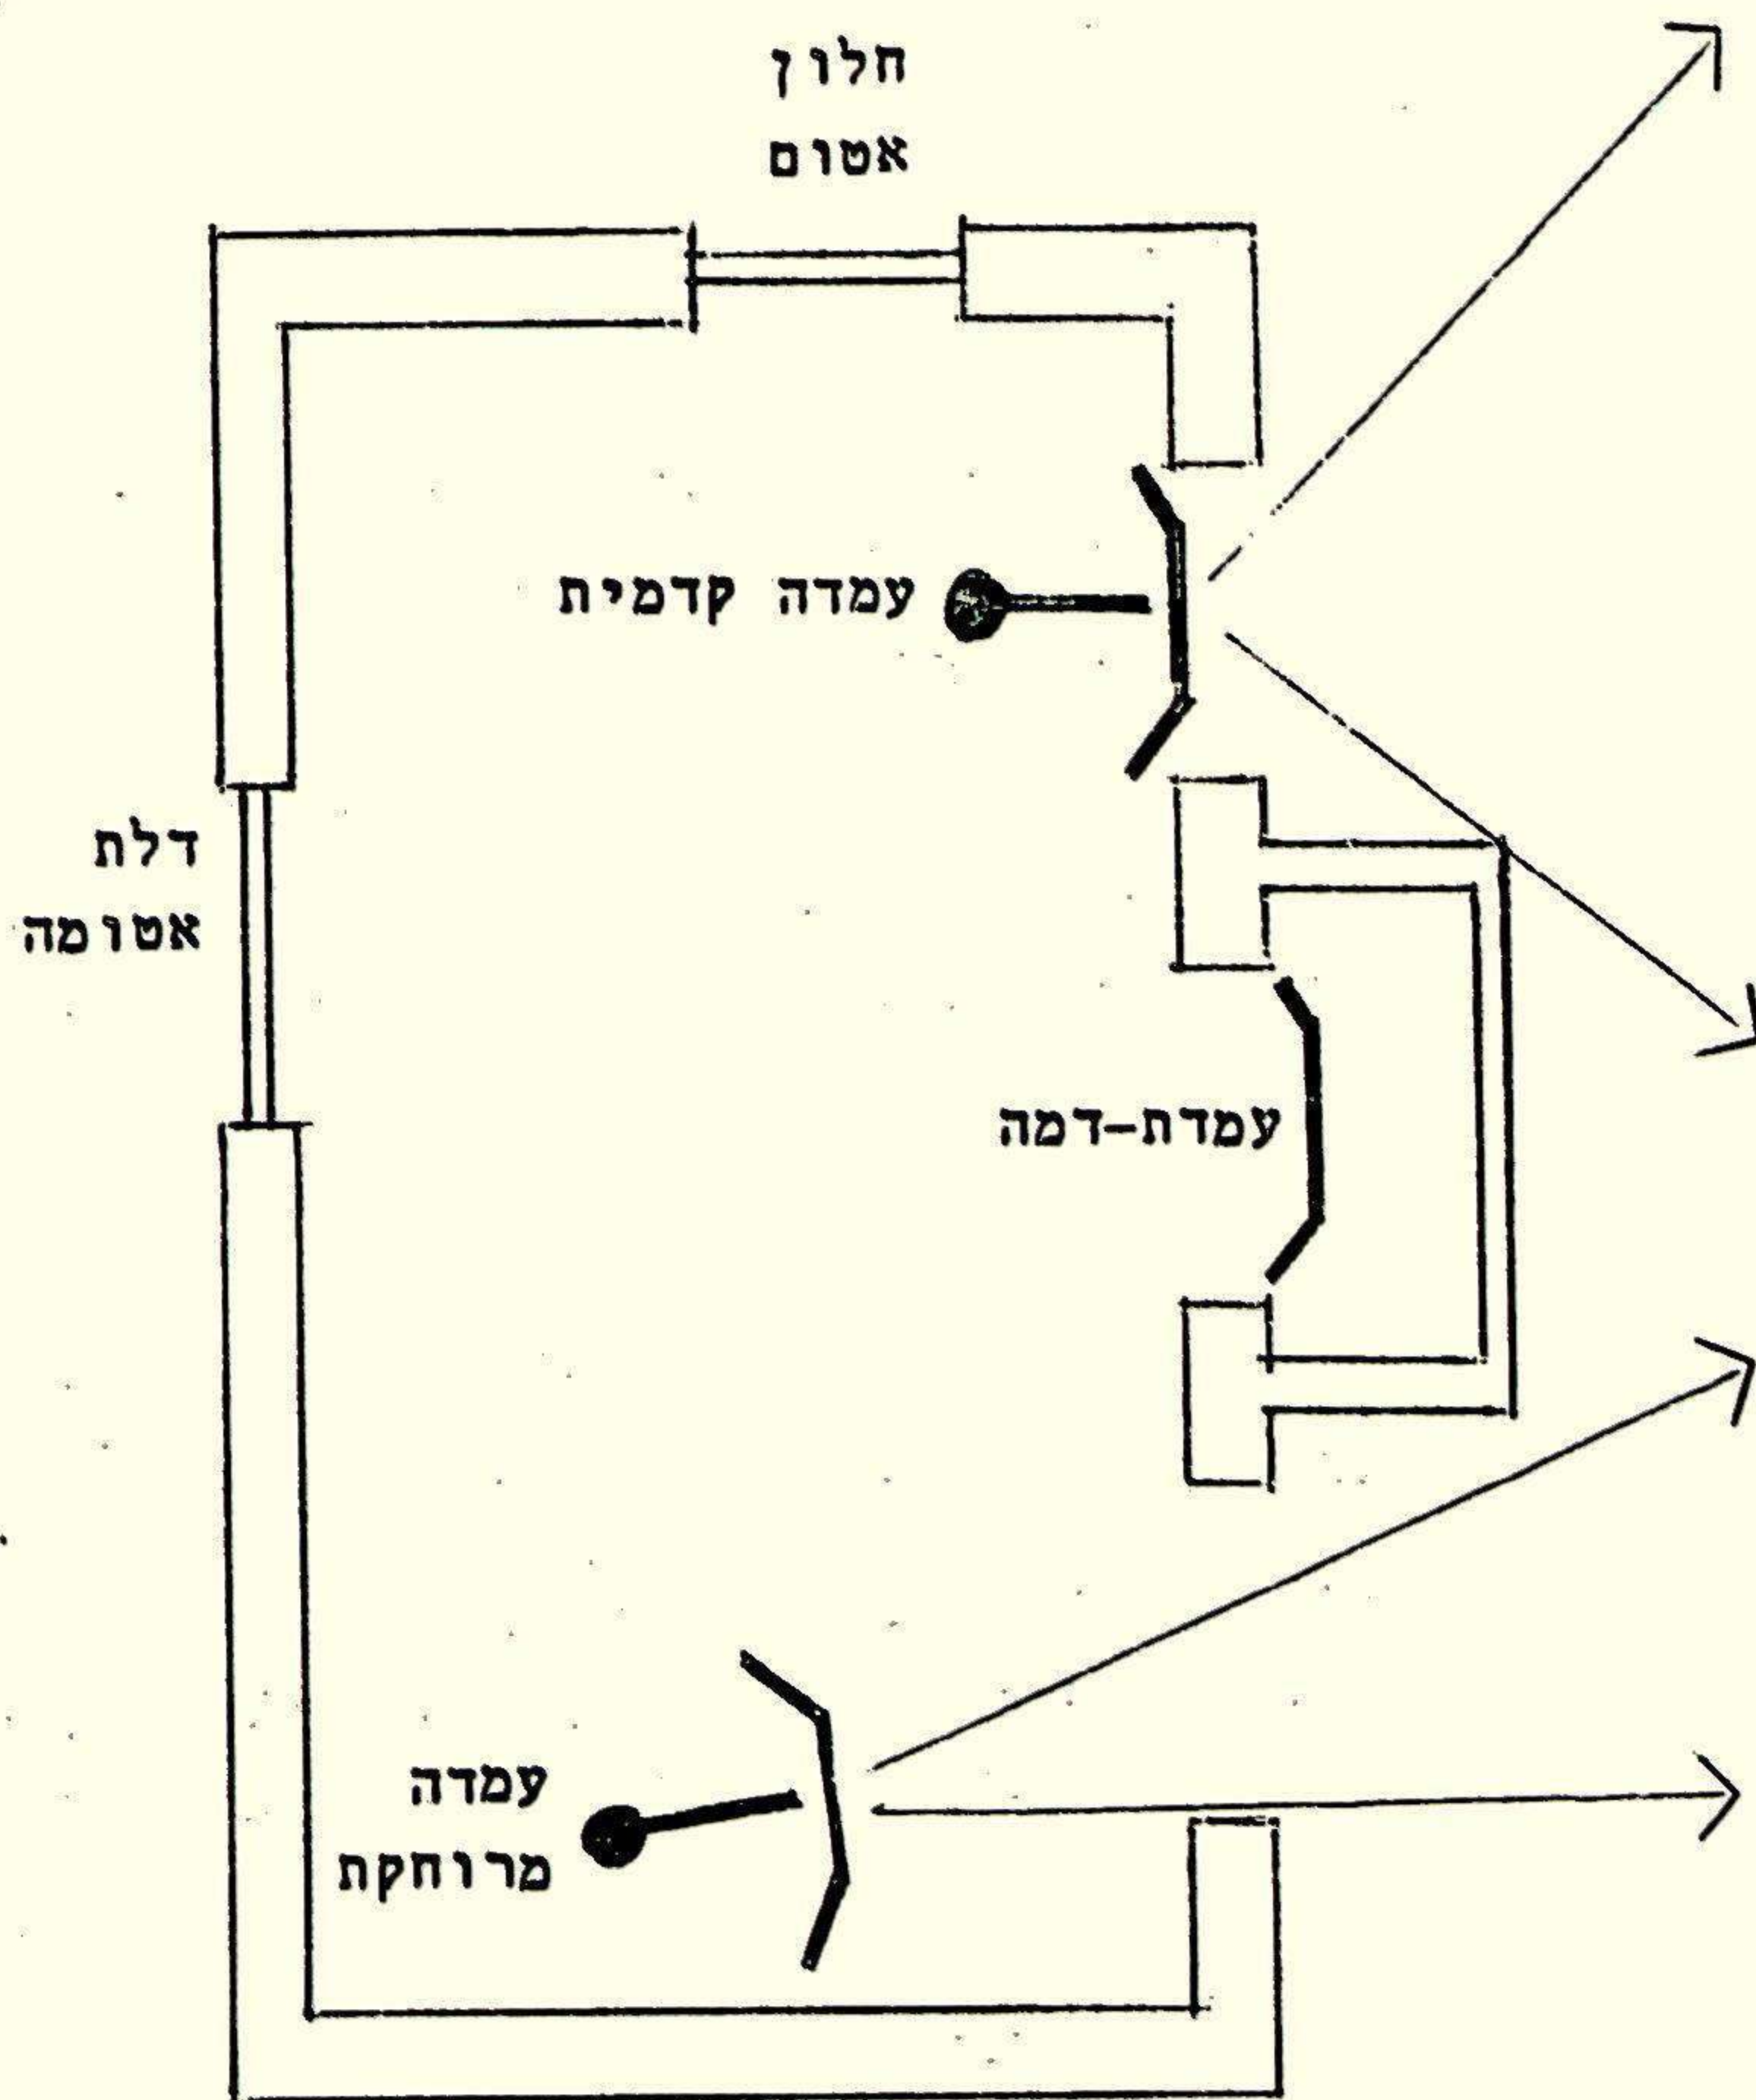 חלון
אטום
עמדה קדמית
דלת
אטומה
עמדת-דמה
עמדה
מרוחקת